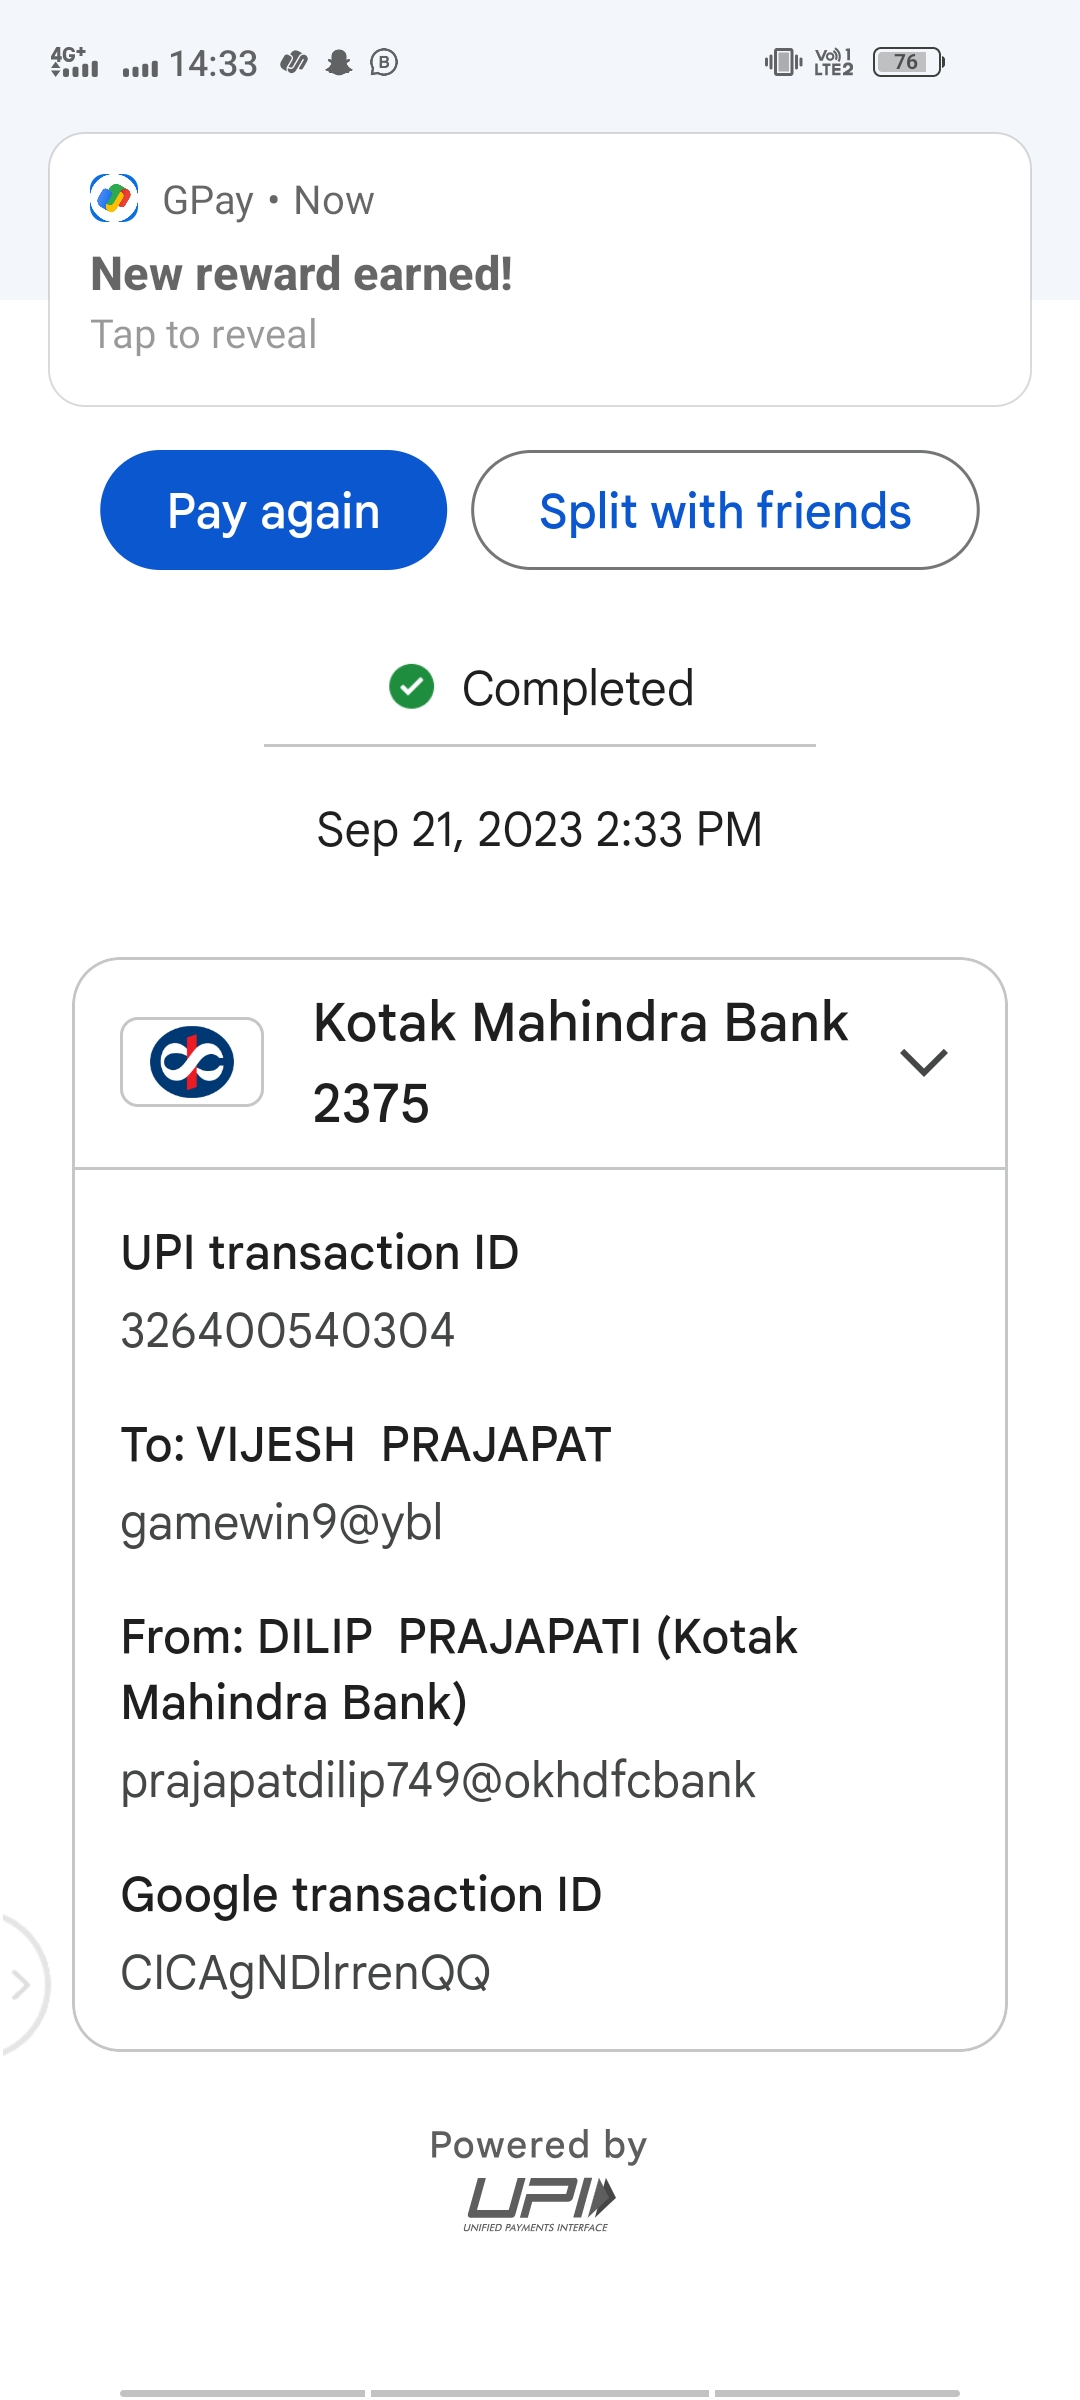 4G+ 14:33 B Vo)) 1 LTE2 76
GPay • Now
New reward earned!
Tap to reveal
Pay again Split with friends
Completed
Sep 21, 2023 2:33 PM
Kotak Mahindra Bank
2375
UPI transaction ID
326400540304
To: VIJESH  PRAJAPAT
gamewin9@ybl
From: DILIP  PRAJAPATI (Kotak
Mahindra Bank)
prajapatdilip749@okhdfcbank
Google transaction ID
CICAgNDlrrenQQ
Powered by
UPI
UNIFIED PAYMENTS INTERFACE